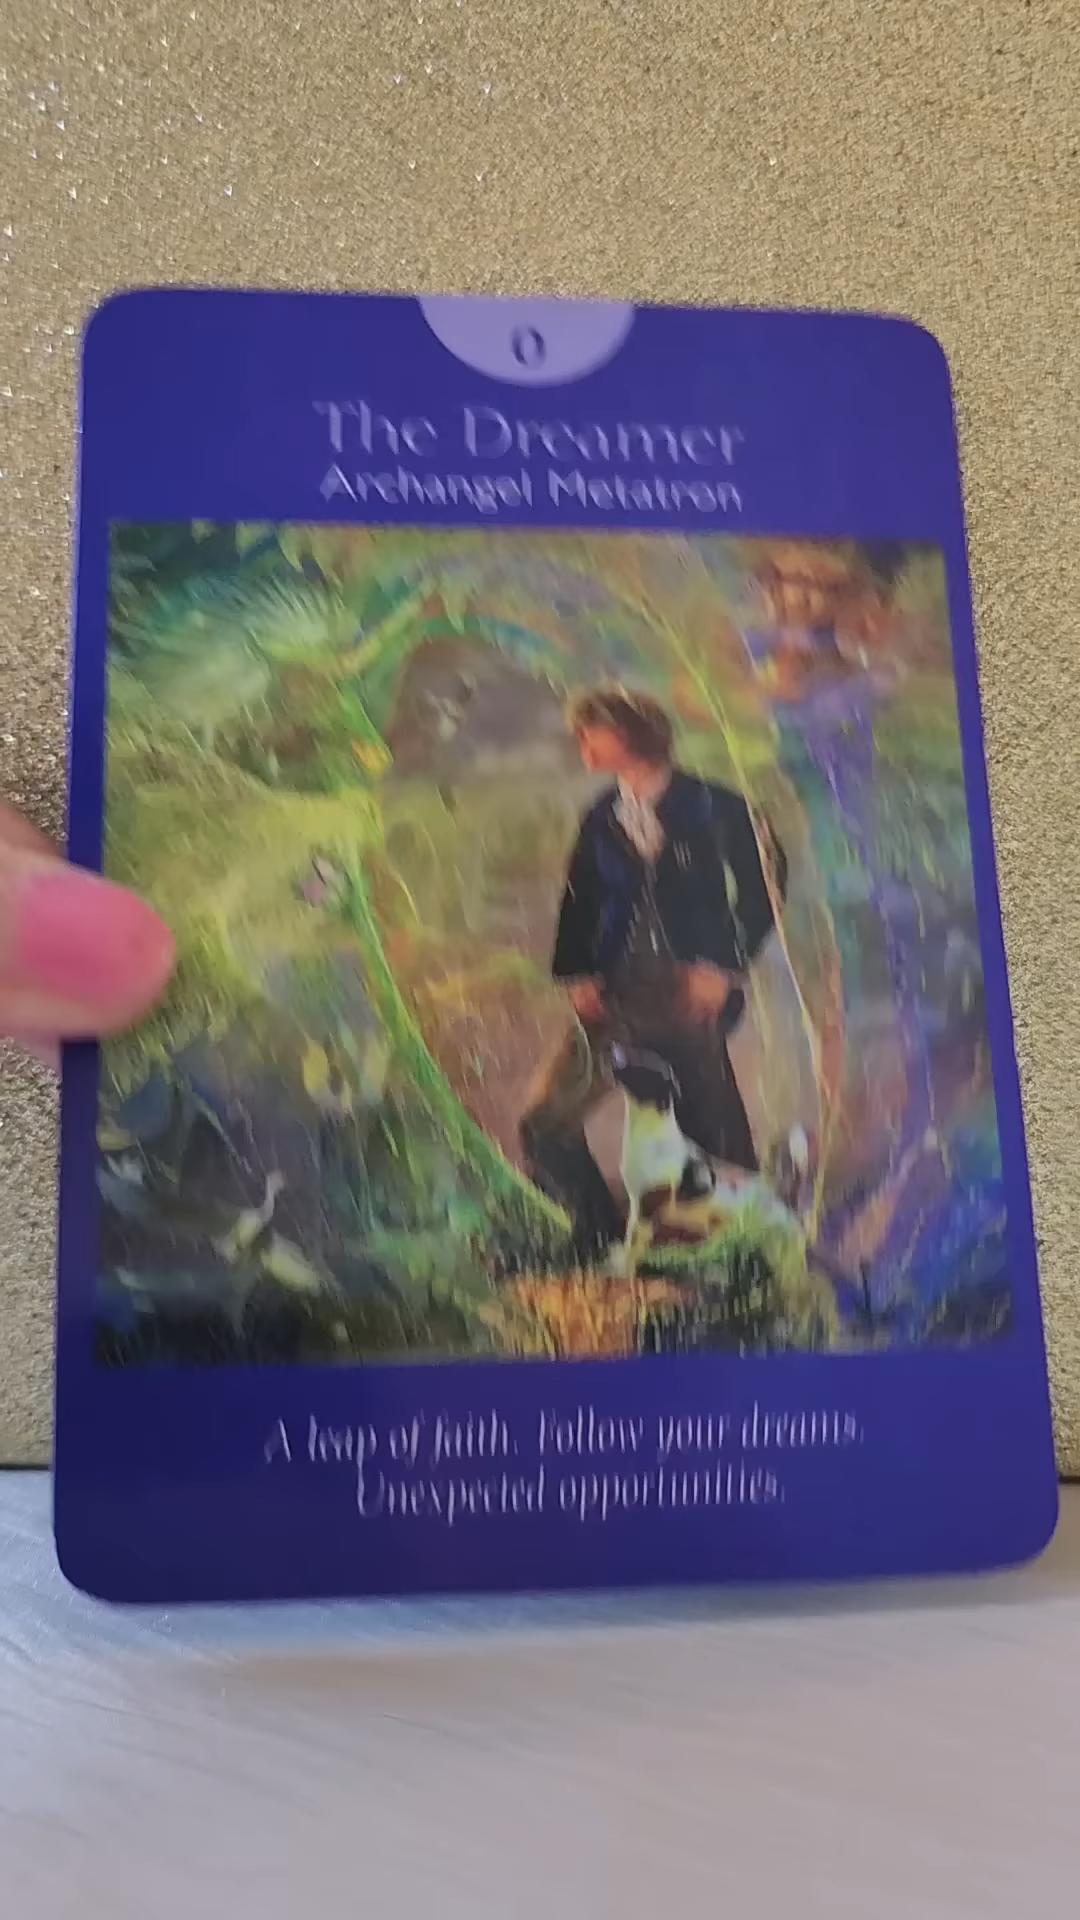 0
The Dreamer
Archangel Metatron
A leap of faith. Follow your dreams.
Unexpected opportunities.